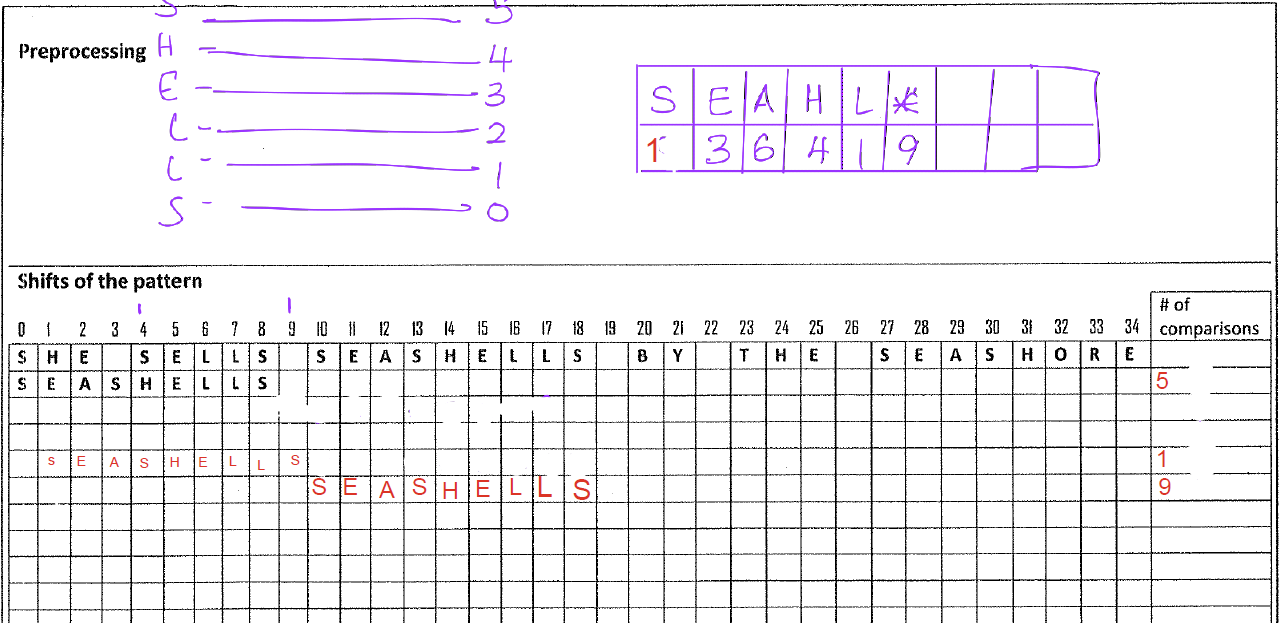 S 5
Preprocessing H - 4
E - 3
L - 2
L - 1
S - 0
S E A H L *
1 3 6 4 1 9
Shifts of the pattern
# of comparisons
0 1 2 3 4 5 6 7 8 9 10 11 12 13 14 15 16 17 18 19 20 21 22 23 24 25 26 27 28 29 30 31 32 33 34
S H E S E L L S S E A S H E L L S B Y T H E S E A S H O R E
S E A S H E L L S 5
s E A S H E L L S 1
S E A S H E L L S 9